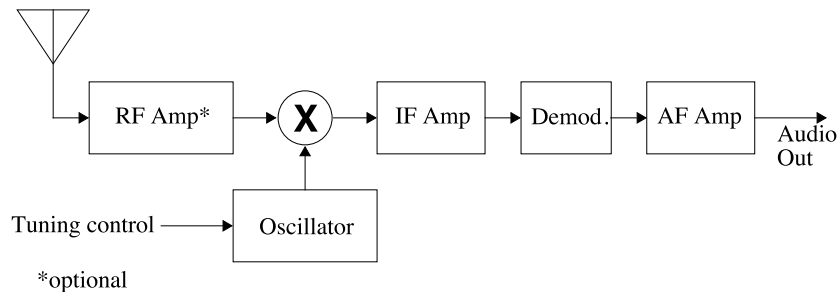 RF Amp*
X
IF Amp
Demod.
AF Amp
Audio
Out
Tuning control
Oscillator
*optional